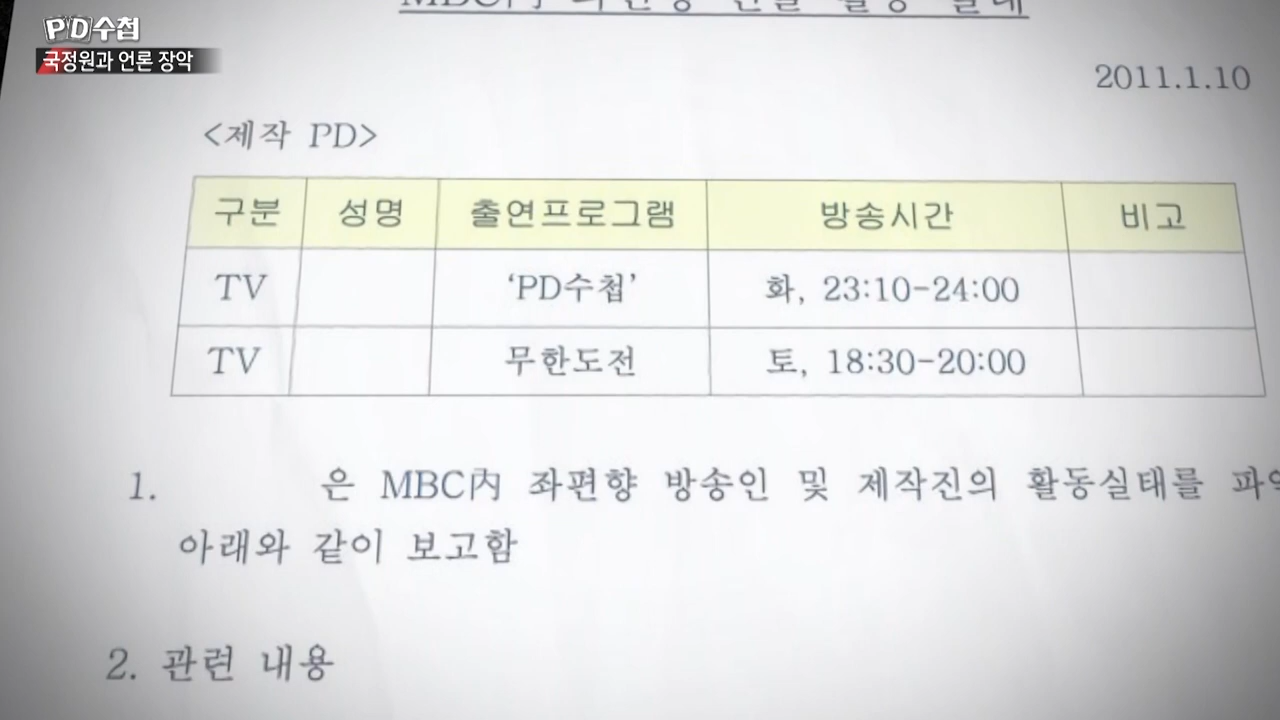 PD수첩
국정원과 언론 장악
2011.1.10
<제작 PD>
구분 성명 출연프로그램 방송시간 비고
TV ‘PD수첩’ 화, 23:10-24:00
TV 무한도전 토, 18:30-20:00
1. 은 MBC內 좌편향 방송인 및 제작진의 활동실태를
아래와 같이 보고함
2. 관련 내용